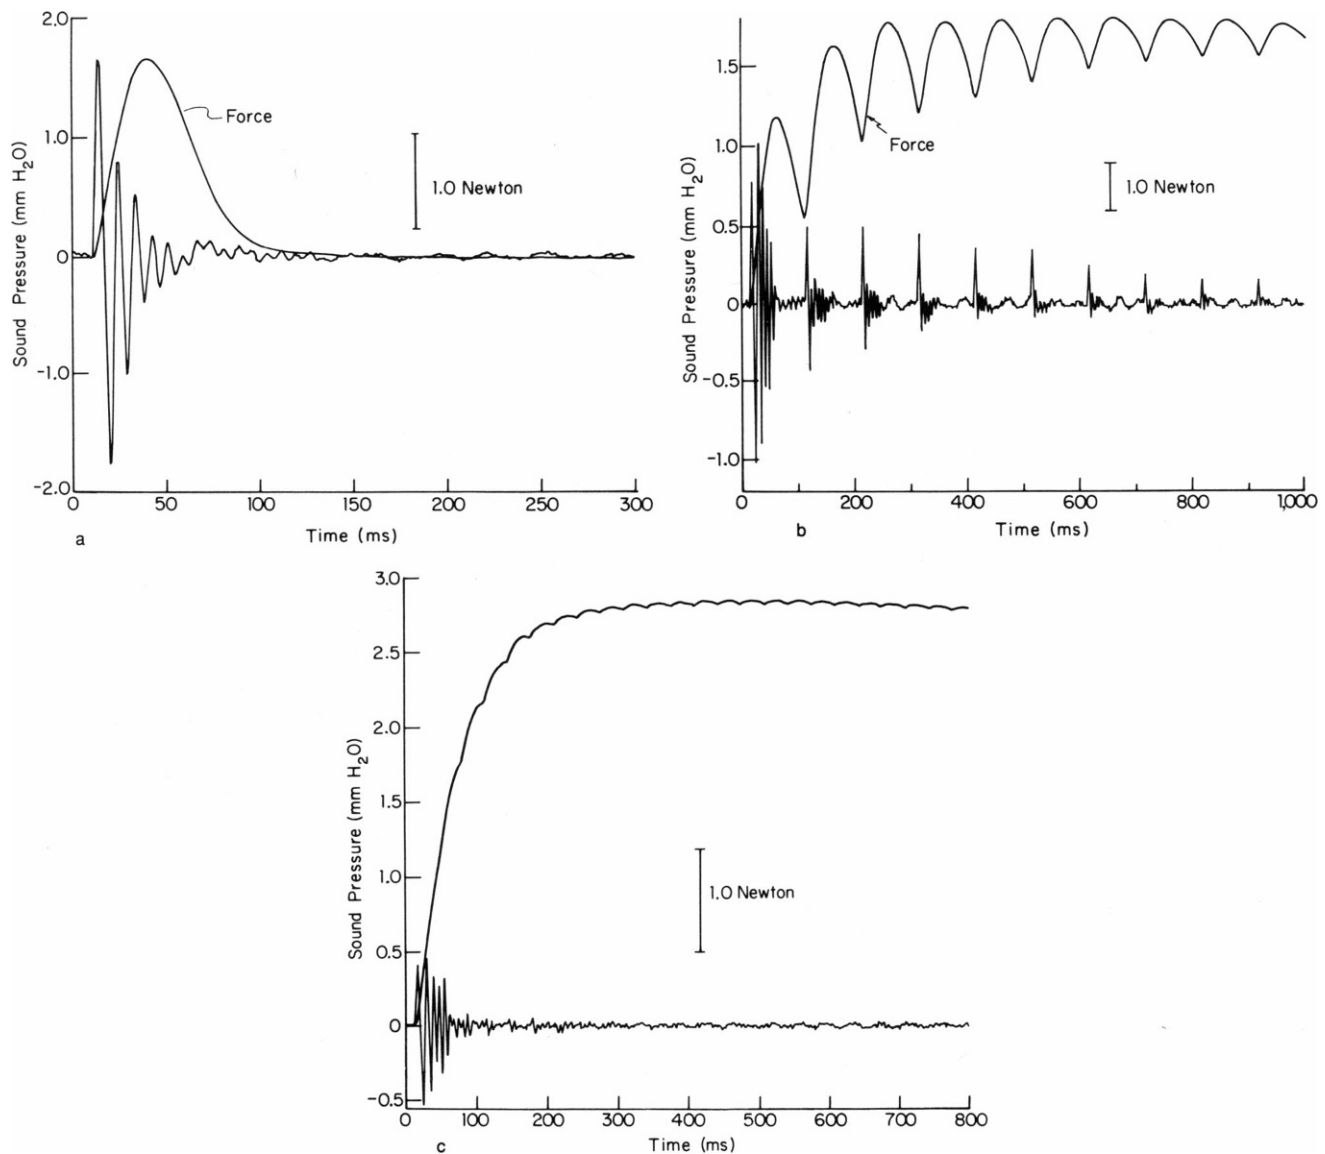 2.0
1.0
0
-1.0
-2.0
Sound Pressure (mm H₂O)
Force
1.0 Newton
0 50 100 150 200 250 300
Time (ms)
a
1.5
1.0
0.5
0
-0.5
-1.0
Sound Pressure (mm H₂O)
Force
1.0 Newton
0 200 400 600 800 1,000
Time (ms)
b
3.0
2.5
2.0
1.5
1.0
0.5
0
-0.5
Sound Pressure (mm H₂O)
1.0 Newton
0 100 200 300 400 500 600 700 800
Time (ms)
c